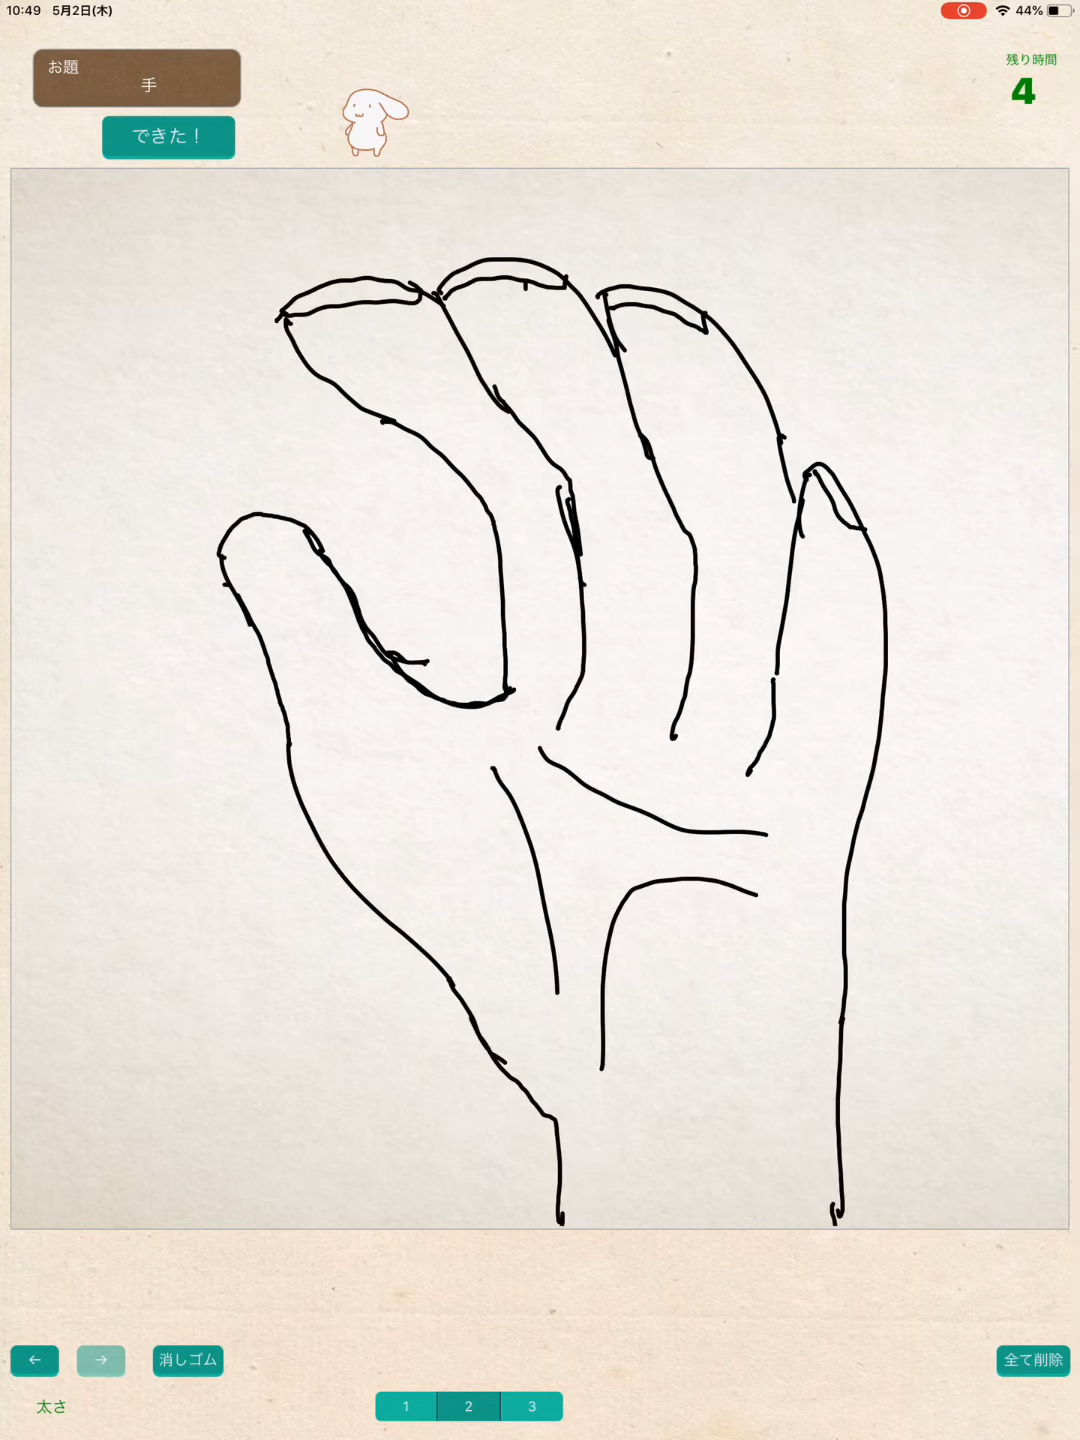 10:49 5月2日(木)
44%
お題
手
できた！
残り時間
4
← → 消しゴム
全て削除
太さ
1 2 3